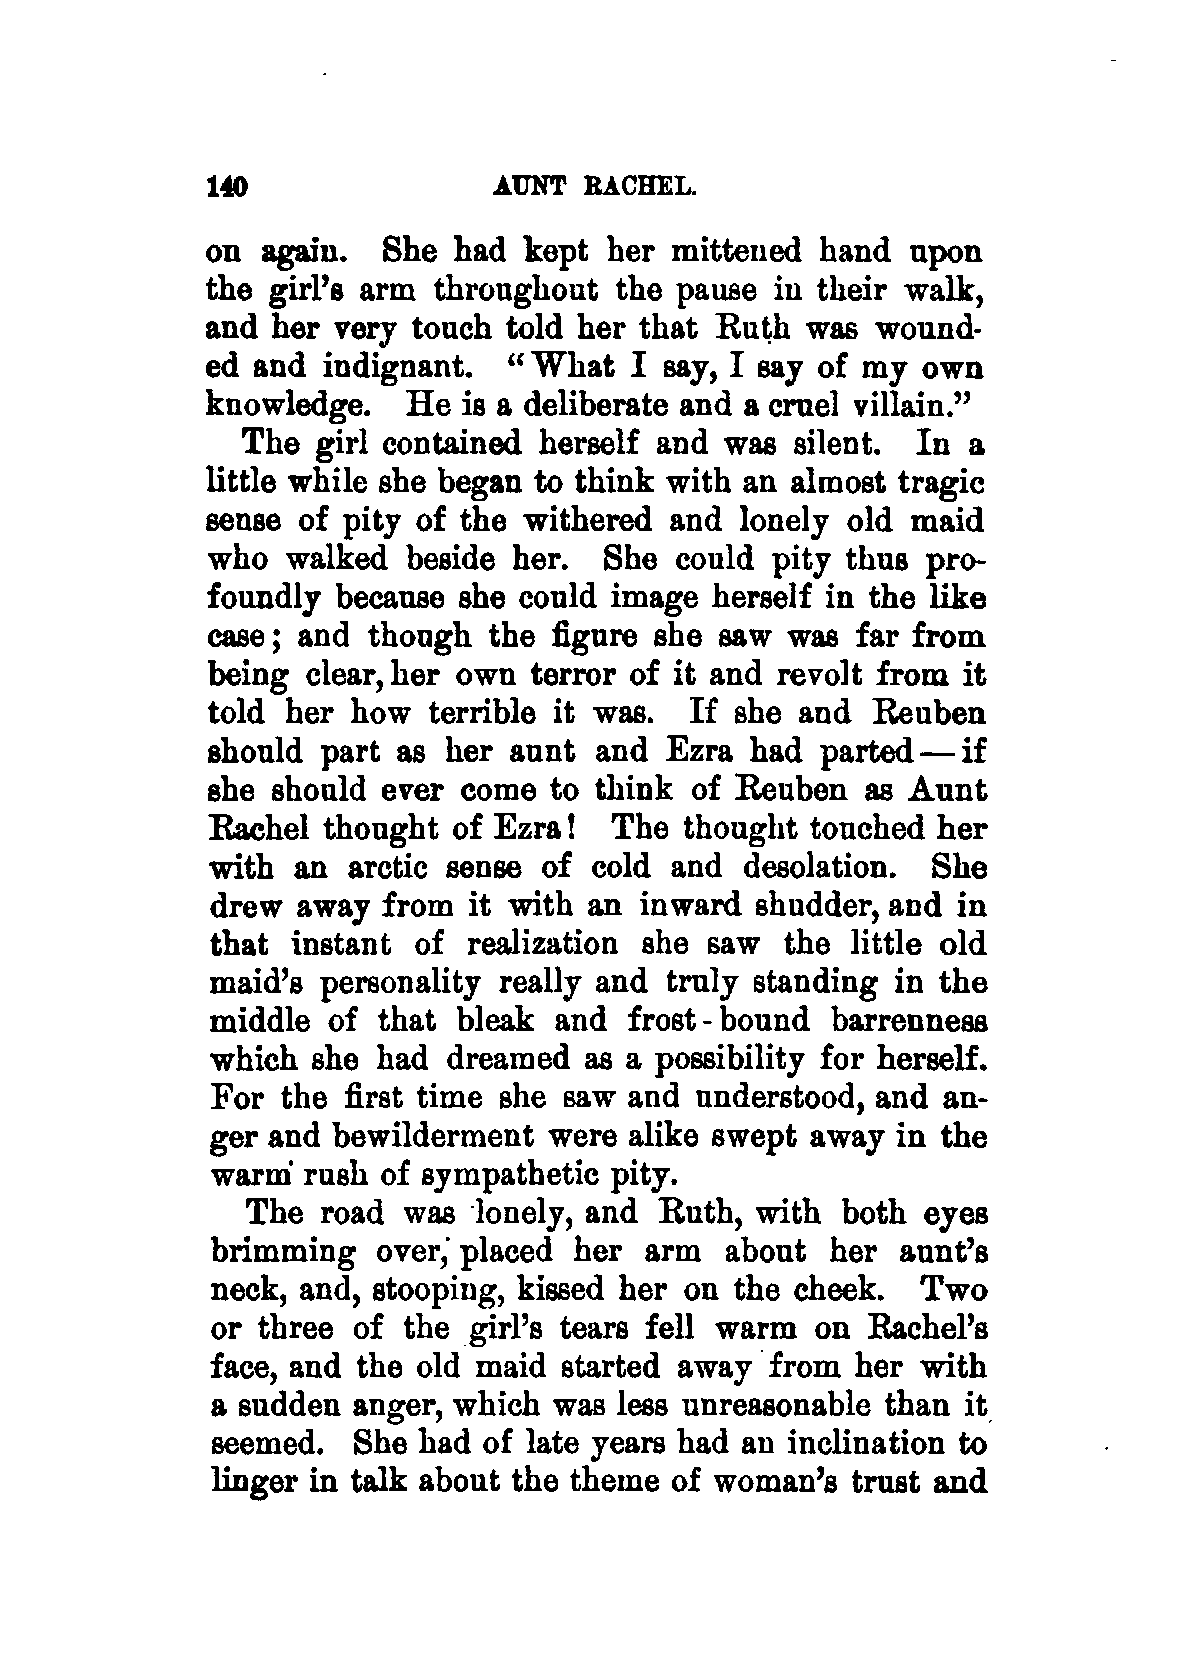 140 AUNT RACHEL.
on again. She had kept her mittened hand upon
the girl's arm throughout the pause in their walk,
and her very touch told her that Ruth was wound-
ed and indignant. "What I say, I say of my own
knowledge. He is a deliberate and a cruel villain."
The girl contained herself and was silent. In a
little while she began to think with an almost tragic
sense of pity of the withered and lonely old maid
who walked beside her. She could pity thus pro-
foundly because she could image herself in the like
case; and though the figure she saw was far from
being clear, her own terror of it and revolt from it
told her how terrible it was. If she and Reuben
should part as her aunt and Ezra had parted—if
she should ever come to think of Reuben as Aunt
Rachel thought of Ezra! The thought touched her
with an arctic sense of cold and desolation. She
drew away from it with an inward shudder, and in
that instant of realization she saw the little old
maid's personality really and truly standing in the
middle of that bleak and frost-bound barrenness
which she had dreamed as a possibility for herself.
For the first time she saw and understood, and an-
ger and bewilderment were alike swept away in the
warm rush of sympathetic pity.
The road was lonely, and Ruth, with both eyes
brimming over, placed her arm about her aunt's
neck, and, stooping, kissed her on the cheek. Two
or three of the girl's tears fell warm on Rachel's
face, and the old maid started away from her with
a sudden anger, which was less unreasonable than it
seemed. She had of late years had an inclination to
linger in talk about the theme of woman's trust and